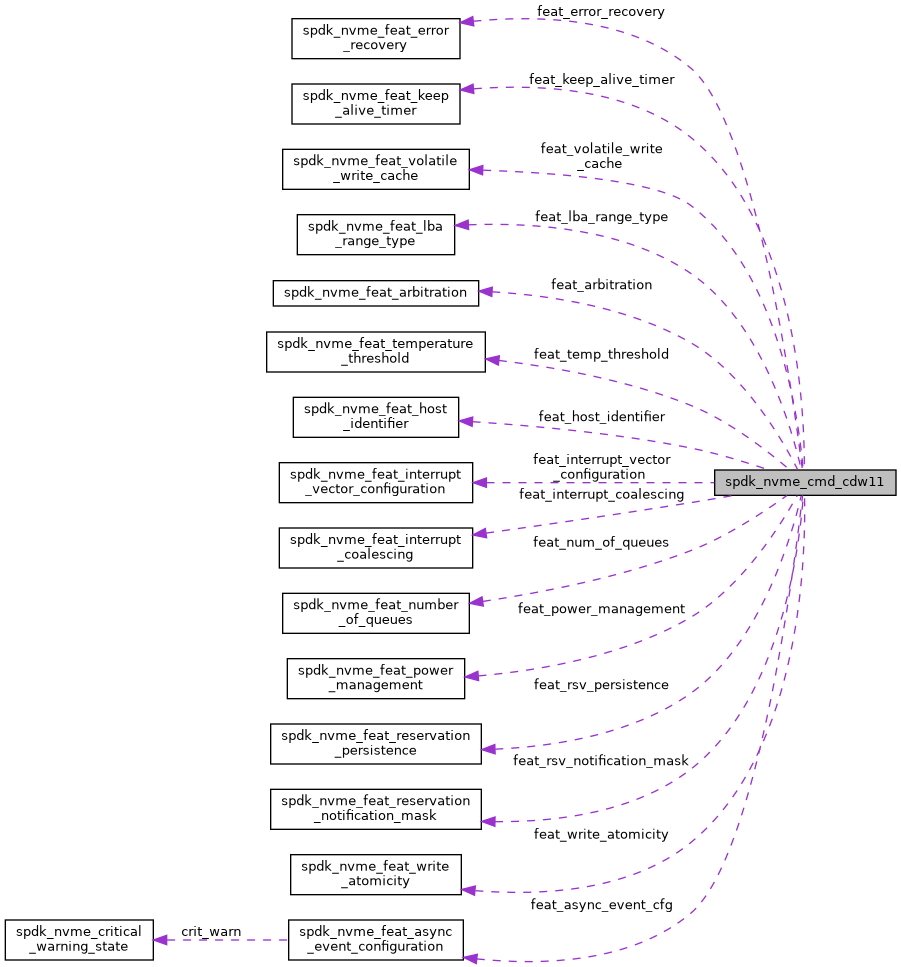 feat_error_recovery
spdk_nvme_feat_error
_recovery
feat_keep_alive_timer
spdk_nvme_feat_keep
_alive_timer
feat_volatile_write
_cache
spdk_nvme_feat_volatile
_write_cache
feat_lba_range_type
spdk_nvme_feat_lba
_range_type
feat_arbitration
spdk_nvme_feat_arbitration
spdk_nvme_feat_temperature
_threshold
feat_temp_threshold
spdk_nvme_feat_host
_identifier
feat_host_identifier
feat_interrupt_vector
_configuration
spdk_nvme_feat_interrupt
_vector_configuration
spdk_nvme_cmd_cdw11
feat_interrupt_coalescing
spdk_nvme_feat_interrupt
_coalescing
feat_num_of_queues
spdk_nvme_feat_number
_of_queues
feat_power_management
spdk_nvme_feat_power
_management
feat_rsv_persistence
spdk_nvme_feat_reservation
_persistence
feat_rsv_notification_mask
spdk_nvme_feat_reservation
_notification_mask
feat_write_atomicity
spdk_nvme_feat_write
_atomicity
feat_async_event_cfg
spdk_nvme_critical
_warning_state
crit_warn
spdk_nvme_feat_async
_event_configuration